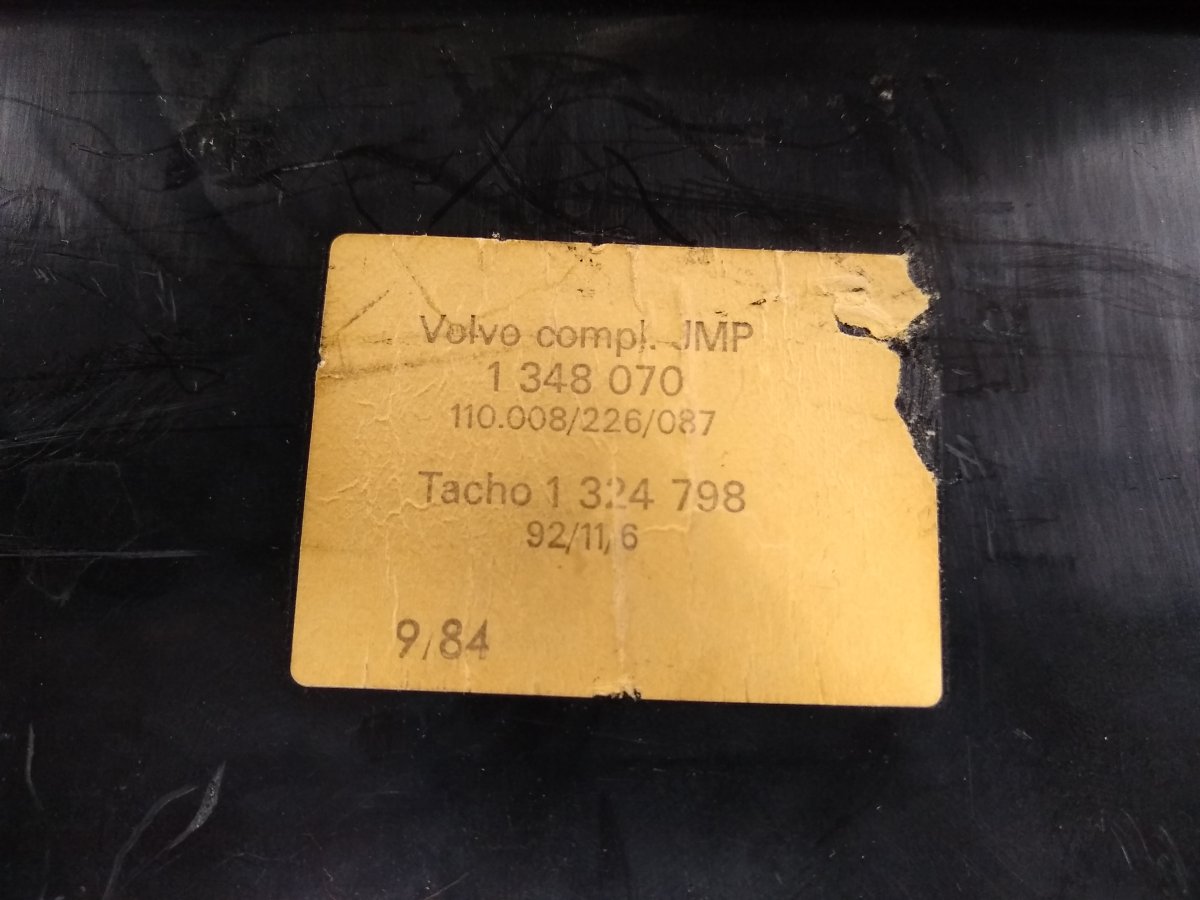 Volvo compl. JMP
1 348 070
110.008/226/087
Tacho 1 324 798
92/11/6
9/84